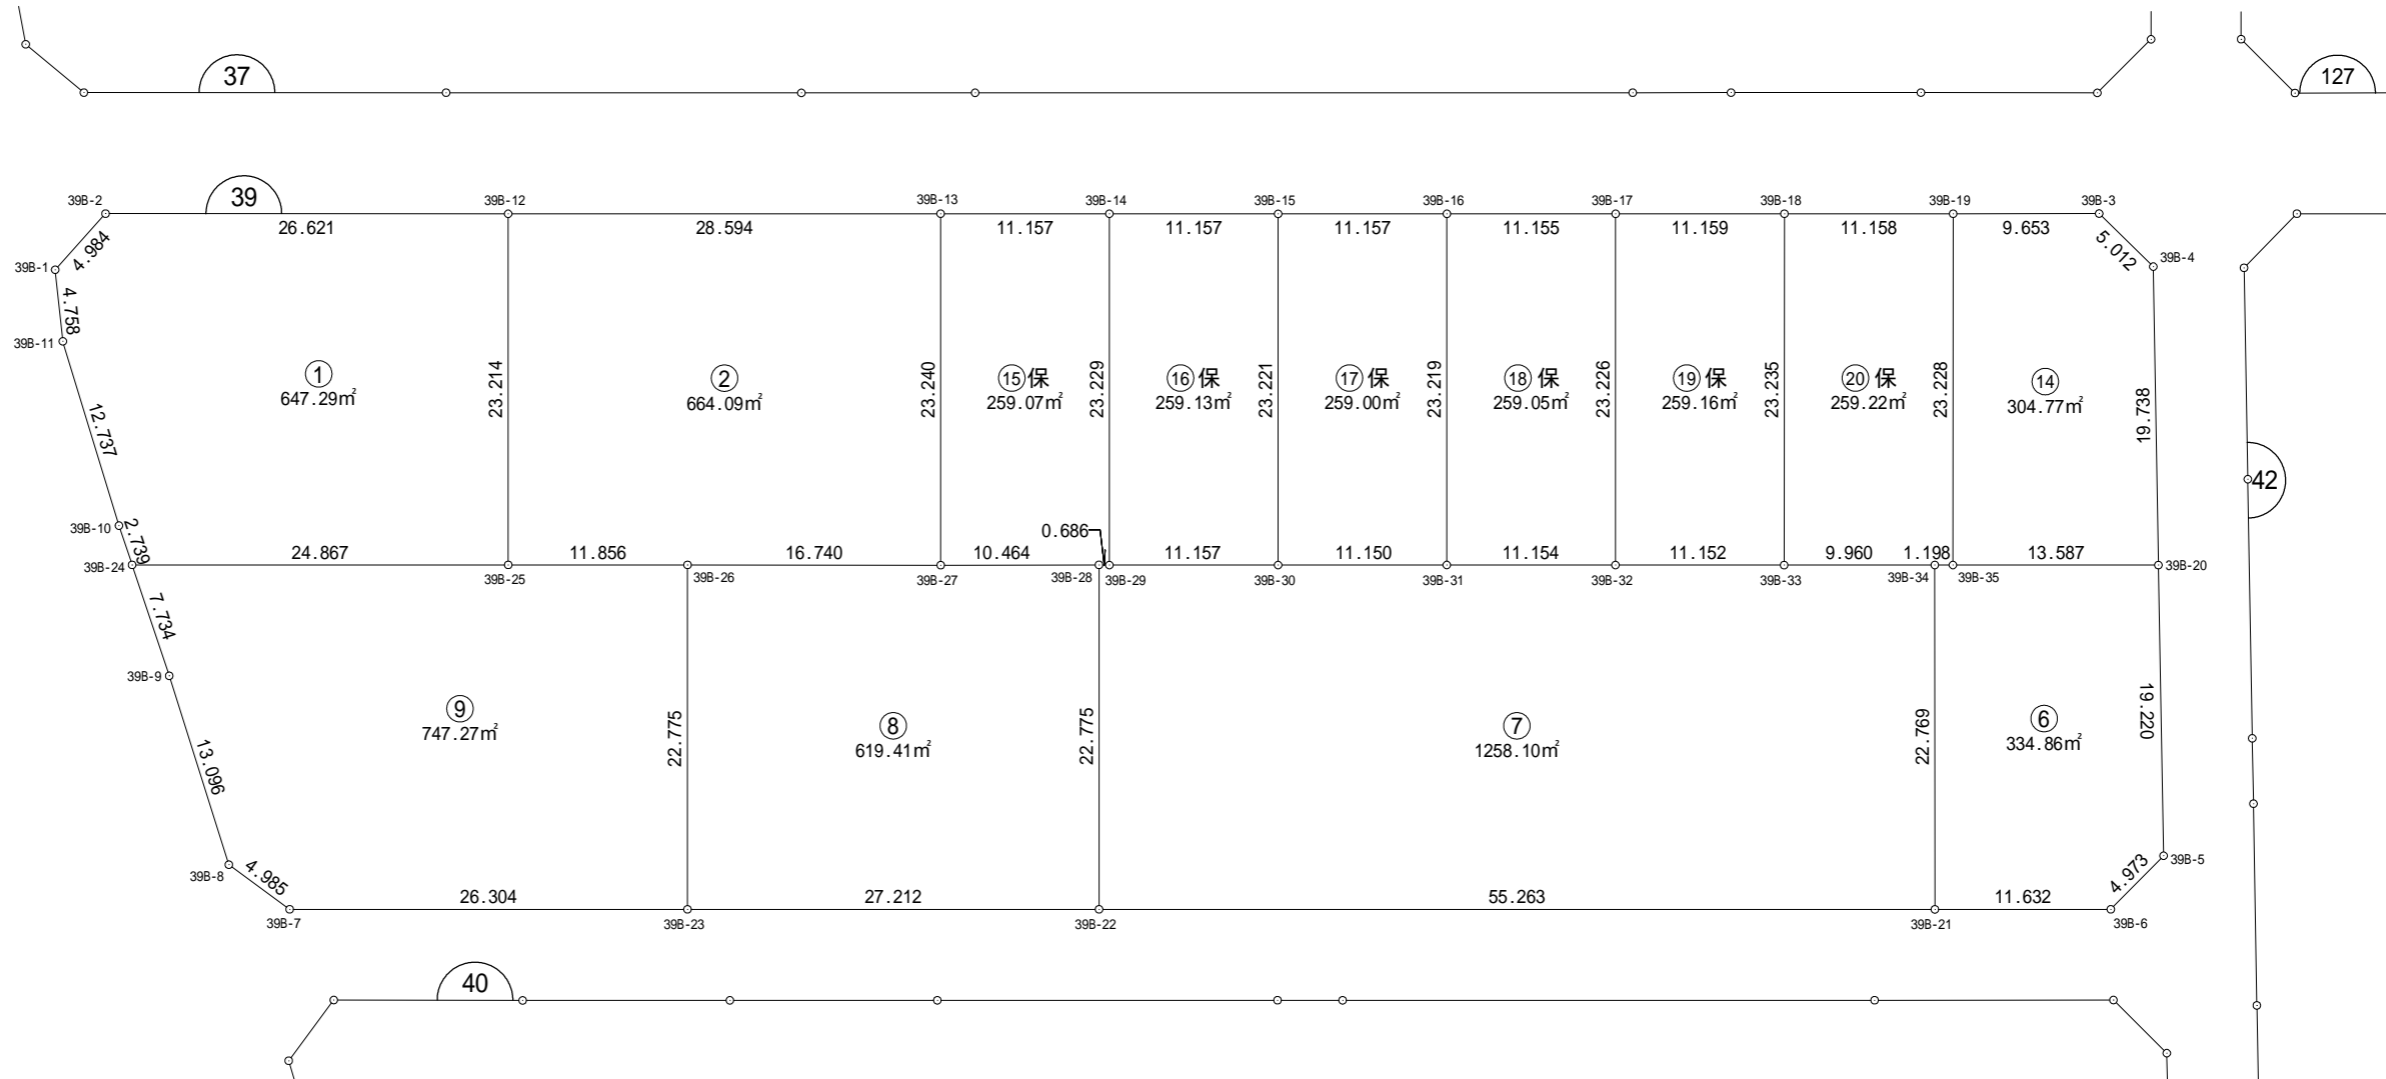 37
127
39B-2
39
39B-12
39B-13
39B-14
39B-15
39B-16
39B-17
39B-18
39B-19
39B-3
26.621
28.594
11.157
11.157
11.157
11.155
11.159
11.158
9.653
4.984
5.012
39B-1
39B-4
4.758
39B-11
12.737
①
647.29㎡
23.214
②
664.09㎡
23.240
⑮保
259.07㎡
23.229
⑯保
259.13㎡
23.221
⑰保
259.00㎡
23.219
⑱保
259.05㎡
23.226
⑲保
259.16㎡
23.235
⑳保
259.22㎡
23.228
⑭
304.77㎡
19.738
42
39B-10
2.739
0.686
24.867
11.856
16.740
10.464
11.157
11.150
11.154
11.152
9.960
1.198
13.587
39B-24
39B-25
39B-26
39B-27
39B-28
39B-29
39B-30
39B-31
39B-32
39B-33
39B-34
39B-35
39B-20
7.734
39B-9
13.096
⑨
747.27㎡
22.775
⑧
619.41㎡
22.775
⑦
1258.10㎡
22.769
⑥
334.86㎡
19.220
39B-8
4.985
39B-5
4.973
26.304
27.212
55.263
11.632
39B-7
39B-23
39B-22
39B-21
39B-6
40